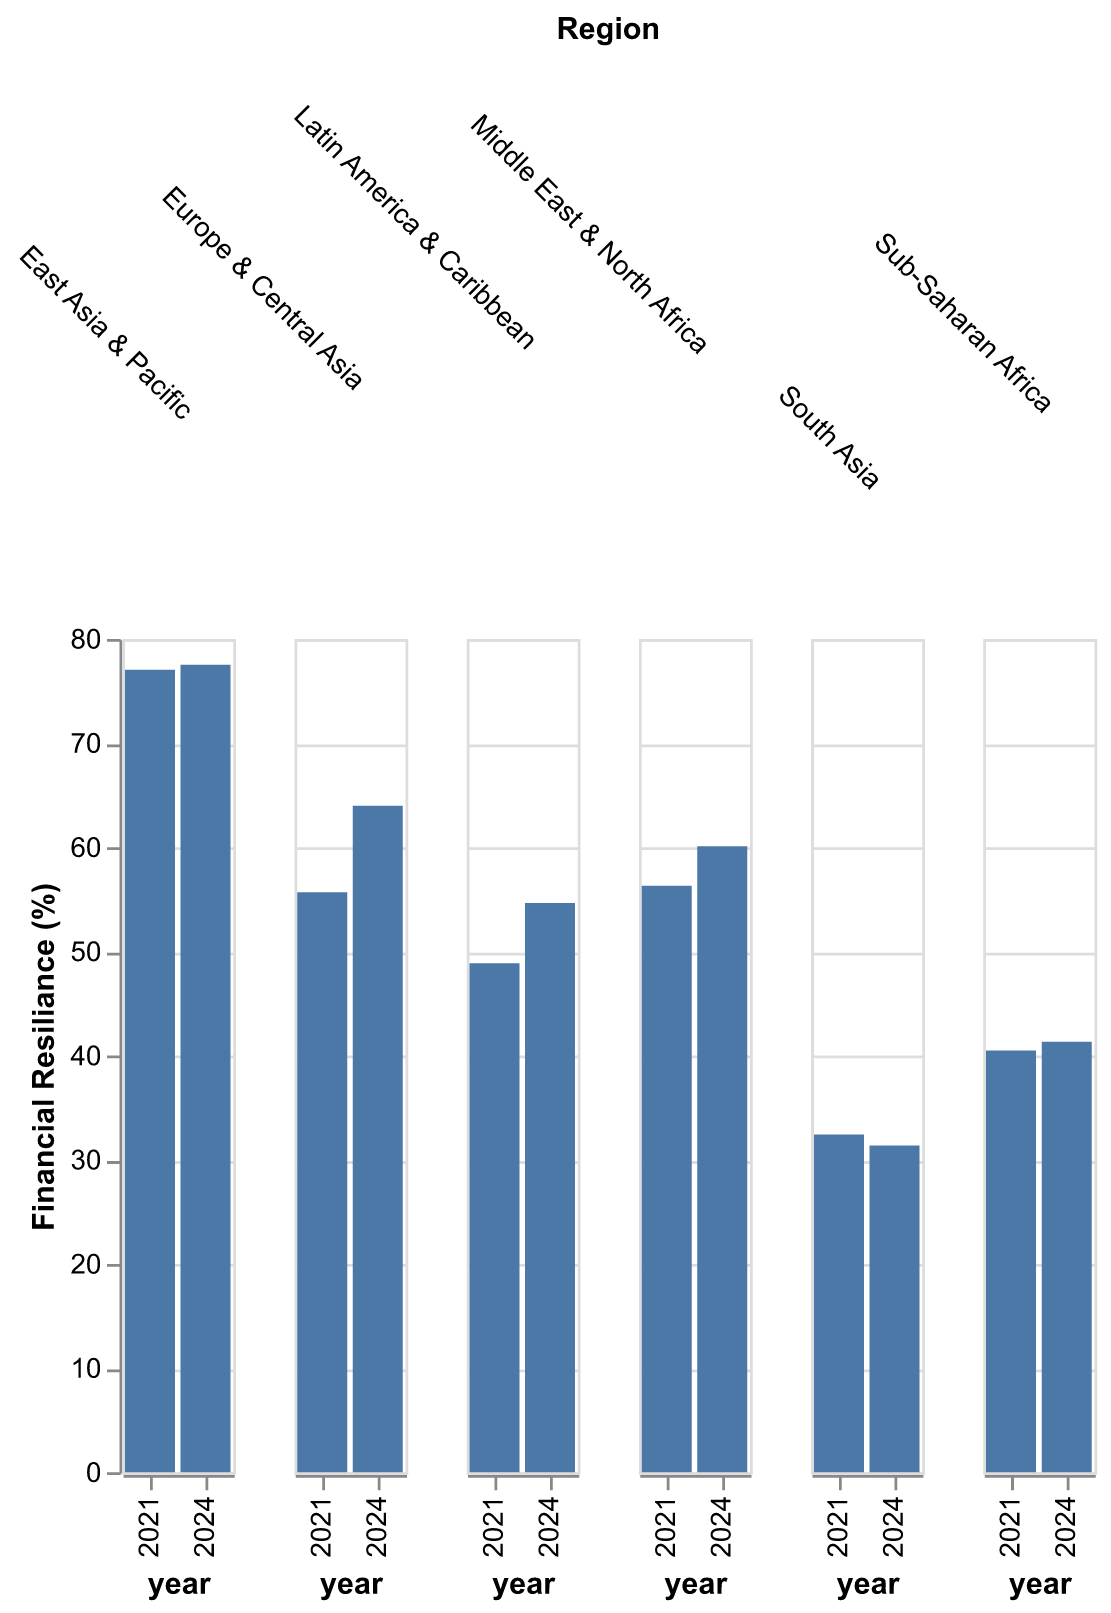 Region
East Asia & Pacific
Europe & Central Asia
Latin America & Caribbean
Middle East & North Africa
South Asia
Sub-Saharan Africa
Financial Resiliance (%)
80
70
60
50
40
30
20
10
0
2021 2024 2021 2024 2021 2024 2021 2024 2021 2024 2021 2024
year year year year year year